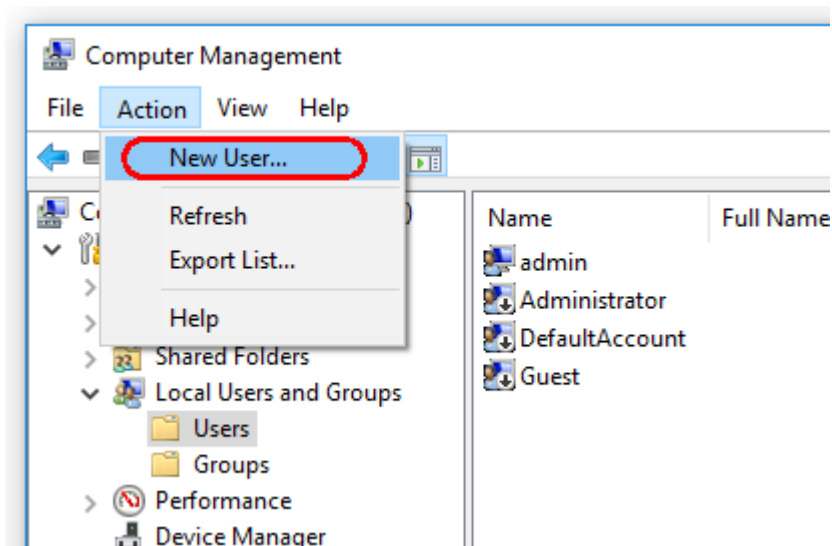 Computer Management
File Action View Help
New User...
Refresh
Export List...
Help
Name Full Name
admin
Administrator
DefaultAccount
Guest
Shared Folders
Local Users and Groups
Users
Groups
Performance
Device Manager